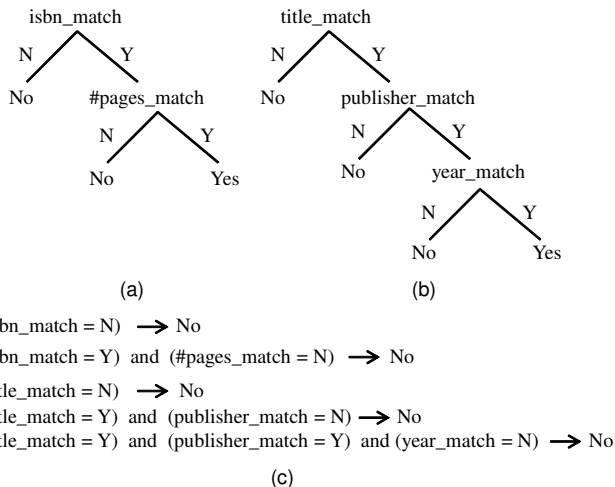 isbn_match title_match
N Y N Y
No #pages_match No publisher_match
N Y N Y
No Yes No year_match
N Y
No Yes
(a) (b)
bn_match = N) → No
bn_match = Y) and (#pages_match = N) → No
tle_match = N) → No
tle_match = Y) and (publisher_match = N) → No
tle_match = Y) and (publisher_match = Y) and (year_match = N) → No
(c)